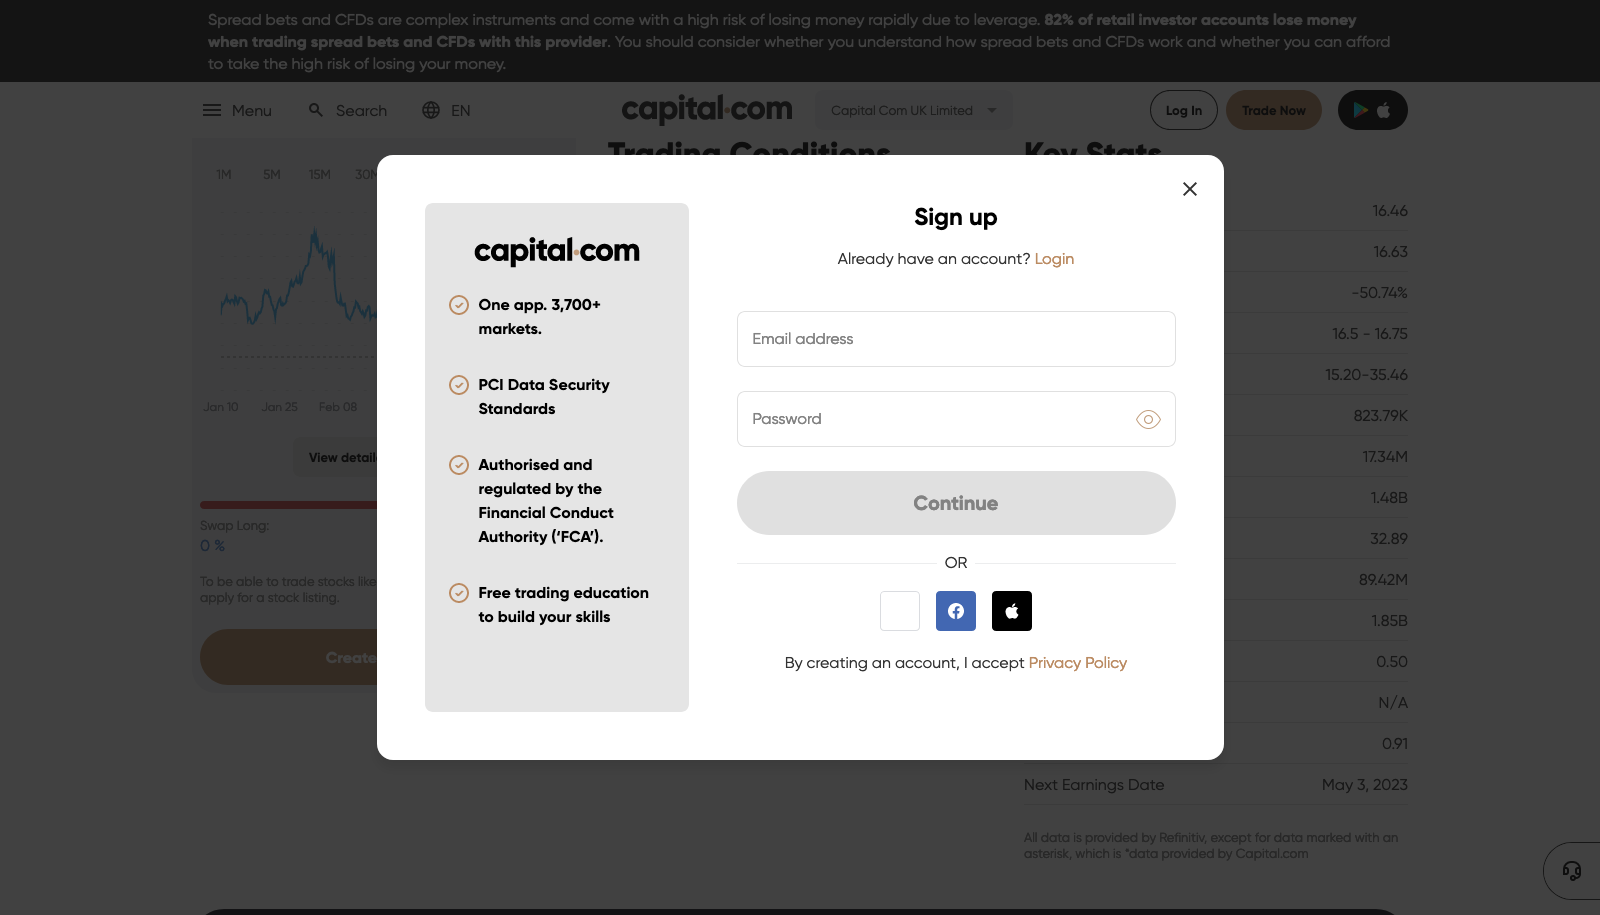 Spread bets and CFDs are complex instruments and come with a high risk of losing money rapidly due to leverage. 82% of retail investor accounts lose money
when trading spread bets and CFDs with this provider. You should consider whether you understand how spread bets and CFDs work and whether you can afford
to take the high risk of losing your money.
Menu
Search
EN
capital.com
Capital Com UK Limited
Log In
Trade Now
Trading Conditions
Key Stats
1M
5M
15M
Jan 10
Jan 25
Feb 08
Swap Long:
0 %
To be able to trade stocks
apply for a stock listing.
Create
capital.com
One app. 3,700+
markets.
PCI Data Security
Standards
Authorised and
regulated by the
Financial Conduct
Authority (‘FCA’).
Free trading education
to build your skills
Sign up
Already have an account? Login
Email address
Password
Continue
OR
By creating an account, I accept Privacy Policy
16.46
16.63
-50.74%
16.5 - 16.75
15.20-35.46
823.79K
17.34M
1.48B
32.89
89.42M
1.85B
0.50
N/A
0.91
Next Earnings Date
May 3, 2023
All data is provided by Refinitiv, except for data marked with an
asterisk, which is *data provided by Capital.com